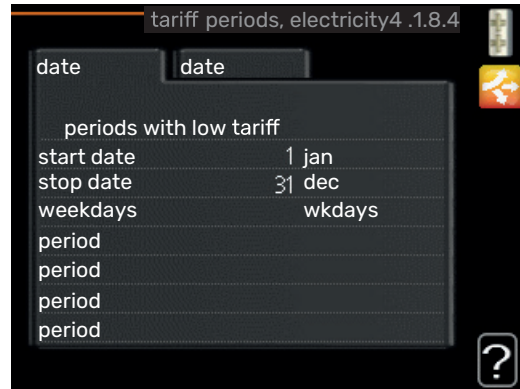 tariff periods, electricity4 .1.8.4
date date
periods with low tariff
start date 1 jan
stop date 31 dec
weekdays wkdays
period
period
period
period
?